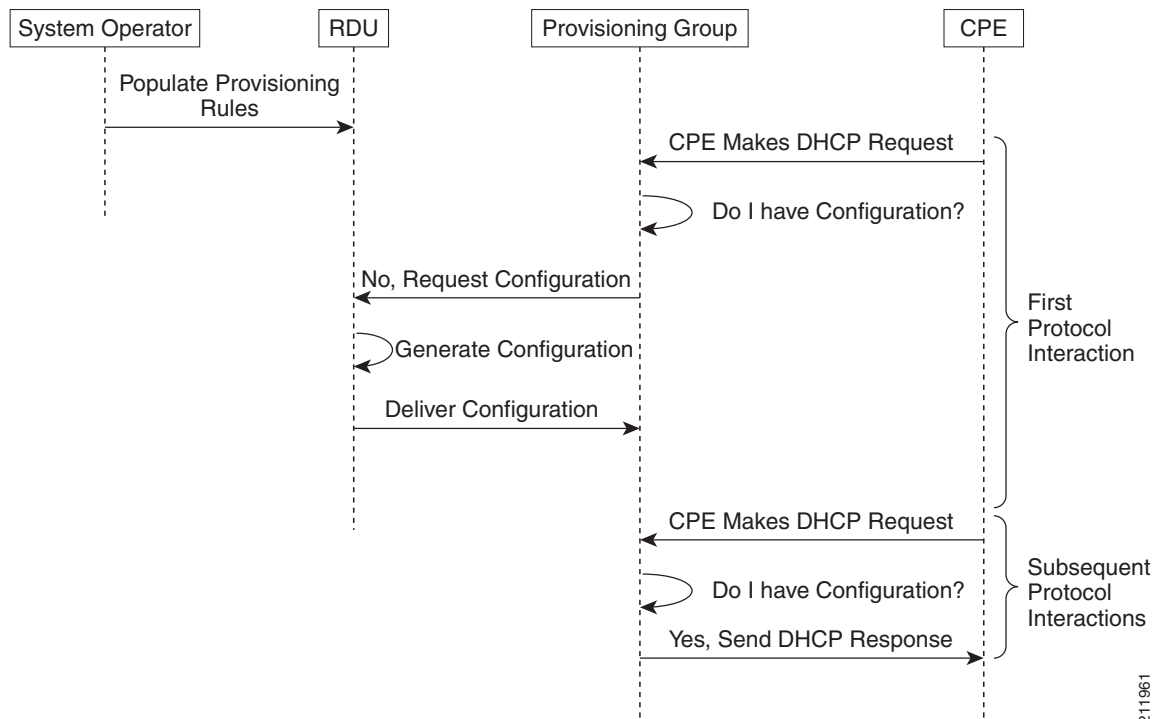 System Operator
RDU
Provisioning Group
CPE
Populate Provisioning
Rules
CPE Makes DHCP Request
Do I have Configuration?
No, Request Configuration
Generate Configuration
Deliver Configuration
First
Protocol
Interaction
CPE Makes DHCP Request
Do I have Configuration?
Yes, Send DHCP Response
Subsequent
Protocol
Interactions
211961